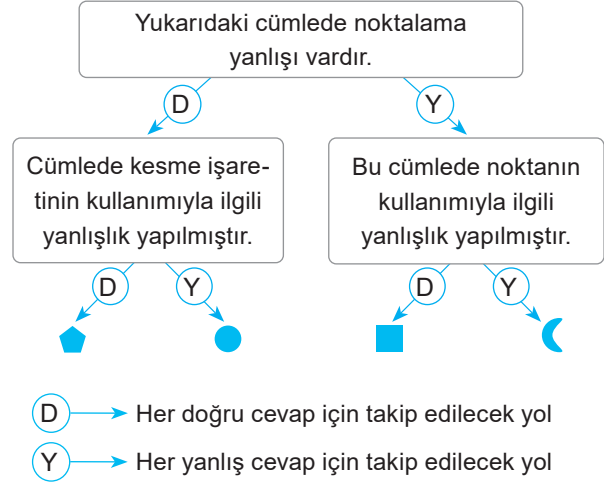 Yukarıdaki cümlede noktalama
yanlışı vardır.
D
Y
Cümlede kesme işare-
tinin kullanımıyla ilgili
yanlışlık yapılmıştır.
Bu cümlede noktanın
kullanımıyla ilgili
yanlışlık yapılmıştır.
D
Y
D
Y
D Her doğru cevap için takip edilecek yol
Y Her yanlış cevap için takip edilecek yol